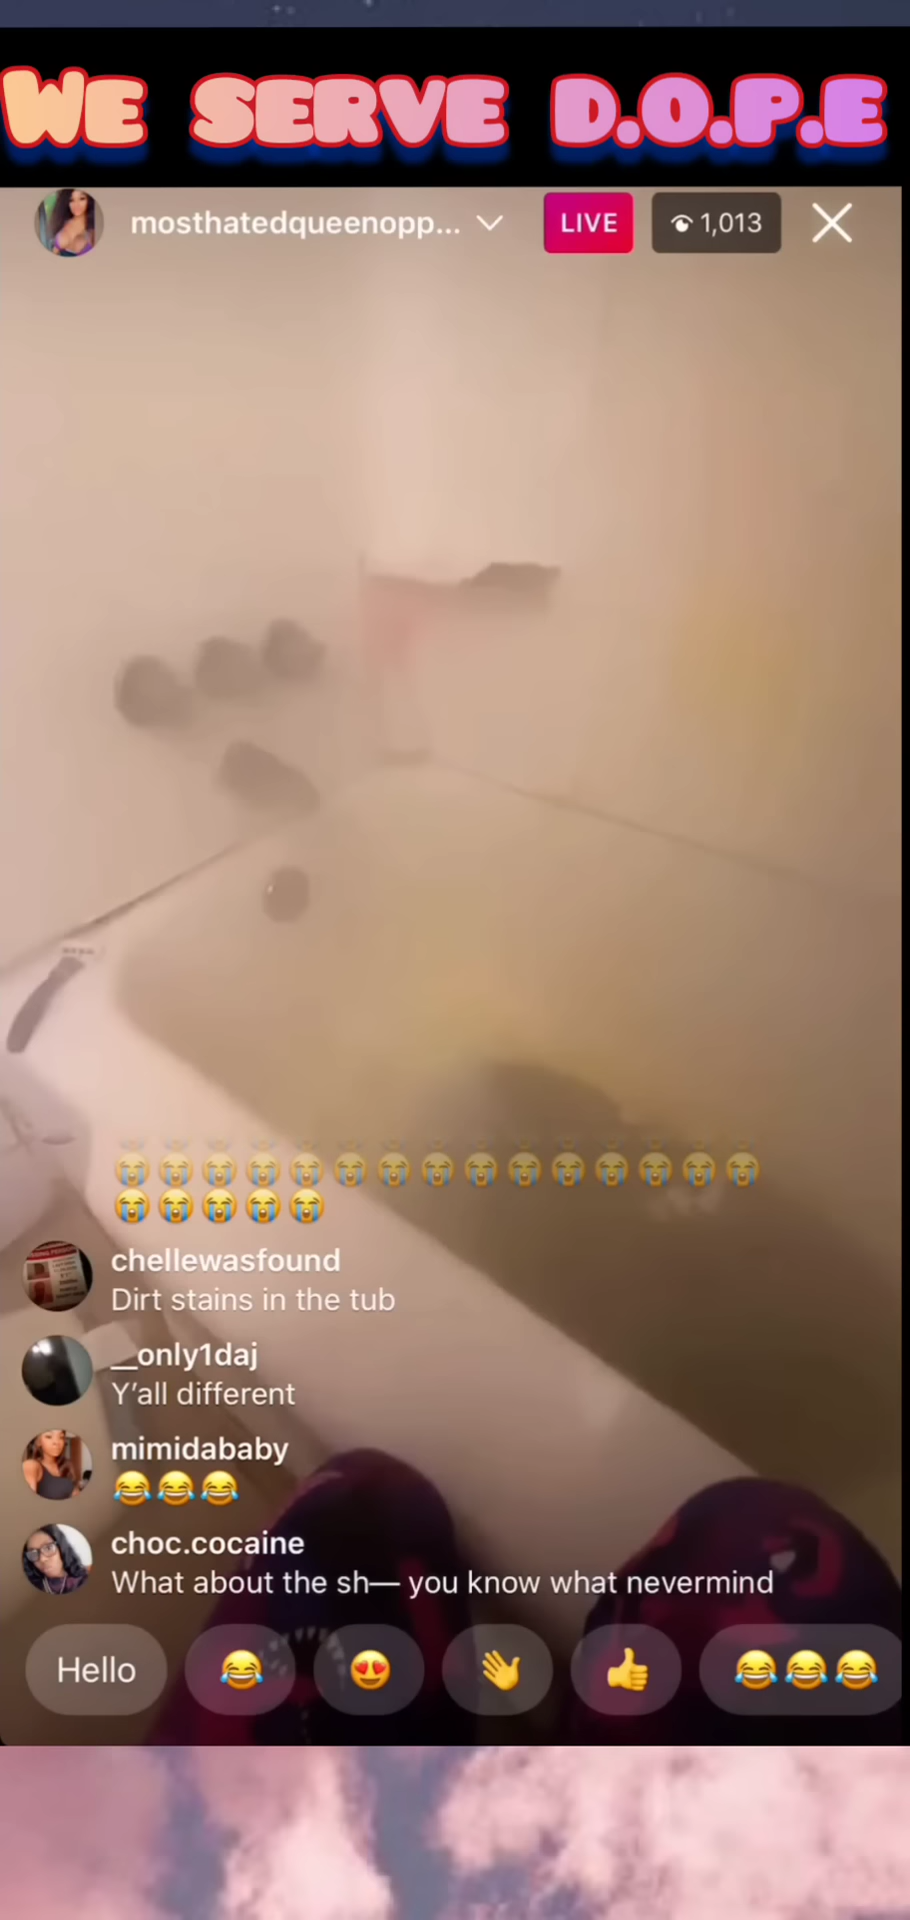 WE SERVE D.O.P.E
mosthatedqueenopp...
LIVE
1,013
😭😭😭😭😭😭😭😭😭😭😭😭😭😭😭
😭😭😭😭😭
chellewasfound
Dirt stains in the tub
__only1daj
Y'all different
mimidababy
😂😂😂
choc.cocaine
What about the sh— you know what nevermind
Hello 😂 😍 👋 👍 😂😂😂